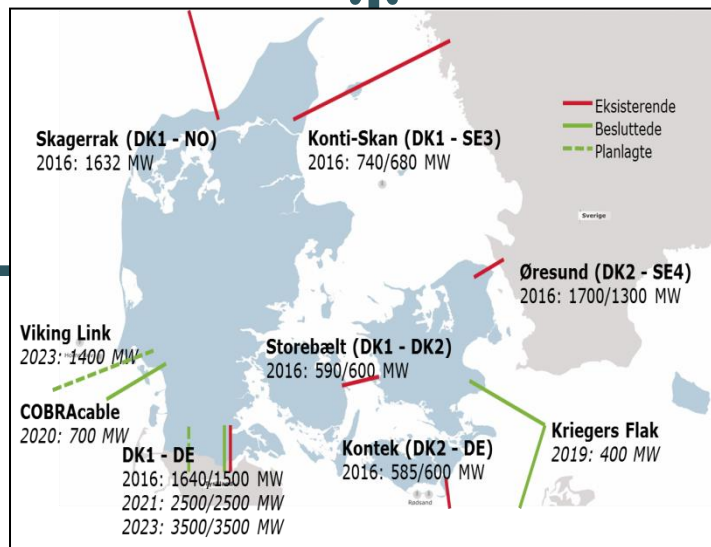 Eksisterende
Besluttede
Planlagte
Skagerrak (DK1 - NO)
2016: 1632 MW
Konti-Skan (DK1 - SE3)
2016: 740/680 MW
Sverige
Øresund (DK2 - SE4)
2016: 1700/1300 MW
Viking Link
2023: 1400 MW
Storebælt (DK1 - DK2)
2016: 590/600 MW
COBRAcable
2020: 700 MW
Kriegers Flak
2019: 400 MW
DK1 - DE
2016: 1640/1500 MW
2021: 2500/2500 MW
2023: 3500/3500 MW
Kontek (DK2 - DE)
2016: 585/600 MW
Rødsand